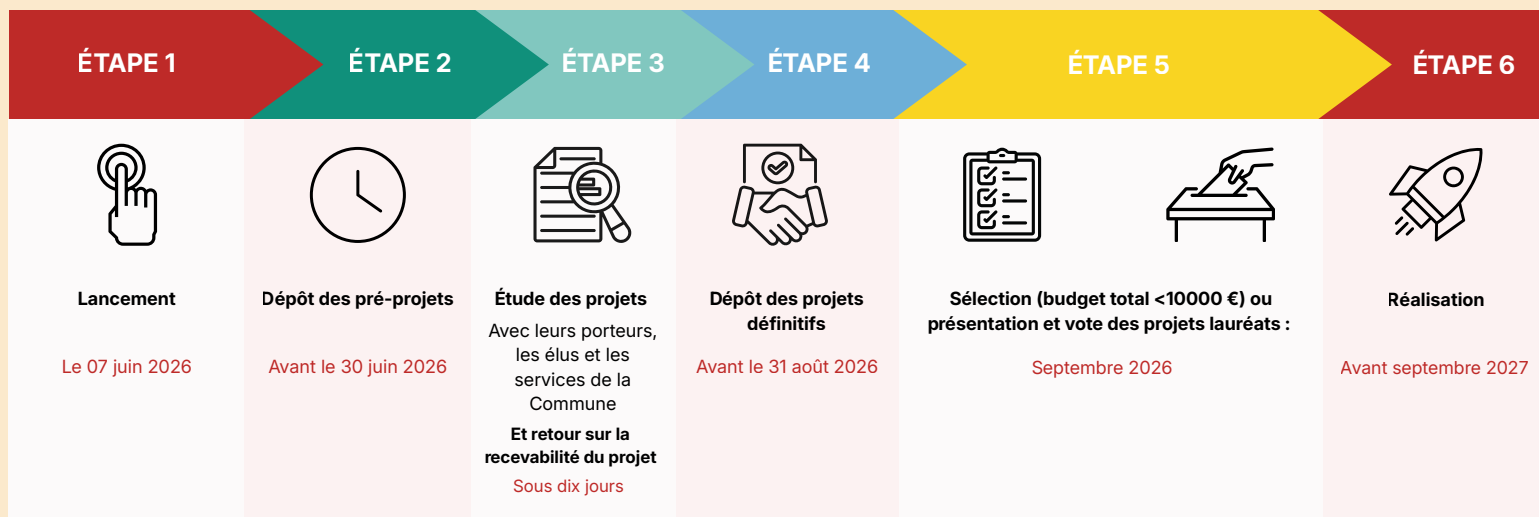 ÉTAPE 1
ÉTAPE 2
ÉTAPE 3
ÉTAPE 4
ÉTAPE 5
ÉTAPE 6
Lancement
Le 07 juin 2026
Dépôt des pré-projets
Avant le 30 juin 2026
Étude des projets
Avec leurs porteurs,
les élus et les
services de la
Commune
Et retour sur la
recevabilité du projet
Sous dix jours
Dépôt des projets
définitifs
Avant le 31 août 2026
Sélection (budget total <10000 €) ou
présentation et vote des projets lauréats :
Septembre 2026
Réalisation
Avant septembre 2027